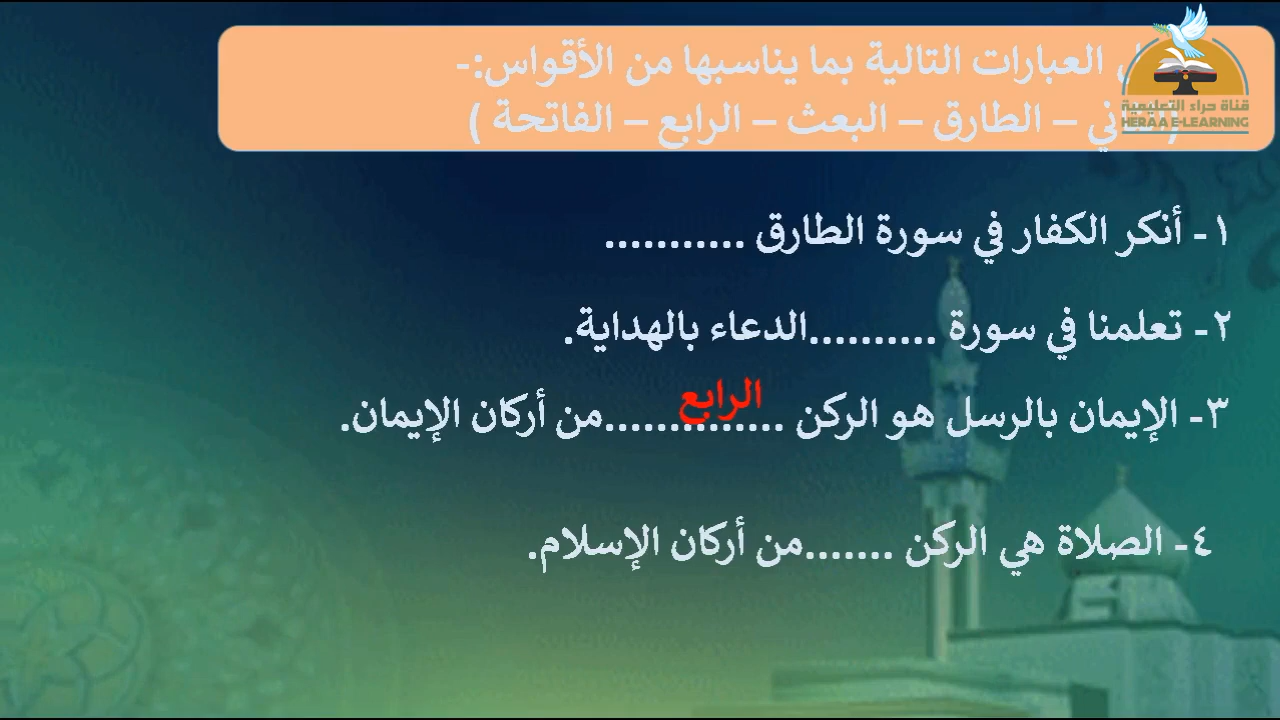 العبارات التالية بما يناسبها من الأقواس:-
– الطارق – البعث – الرابع – الفاتحة )
قناة حراء التعليمية
HERAA E-LEARNING
١- أنكر الكفار في سورة الطارق ...........
٢- تعلمنا في سورة ..........الدعاء بالهداية.
الرابع
٣- الإيمان بالرسل هو الركن ..............من أركان الإيمان.
٤- الصلاة هي الركن .......من أركان الإسلام.